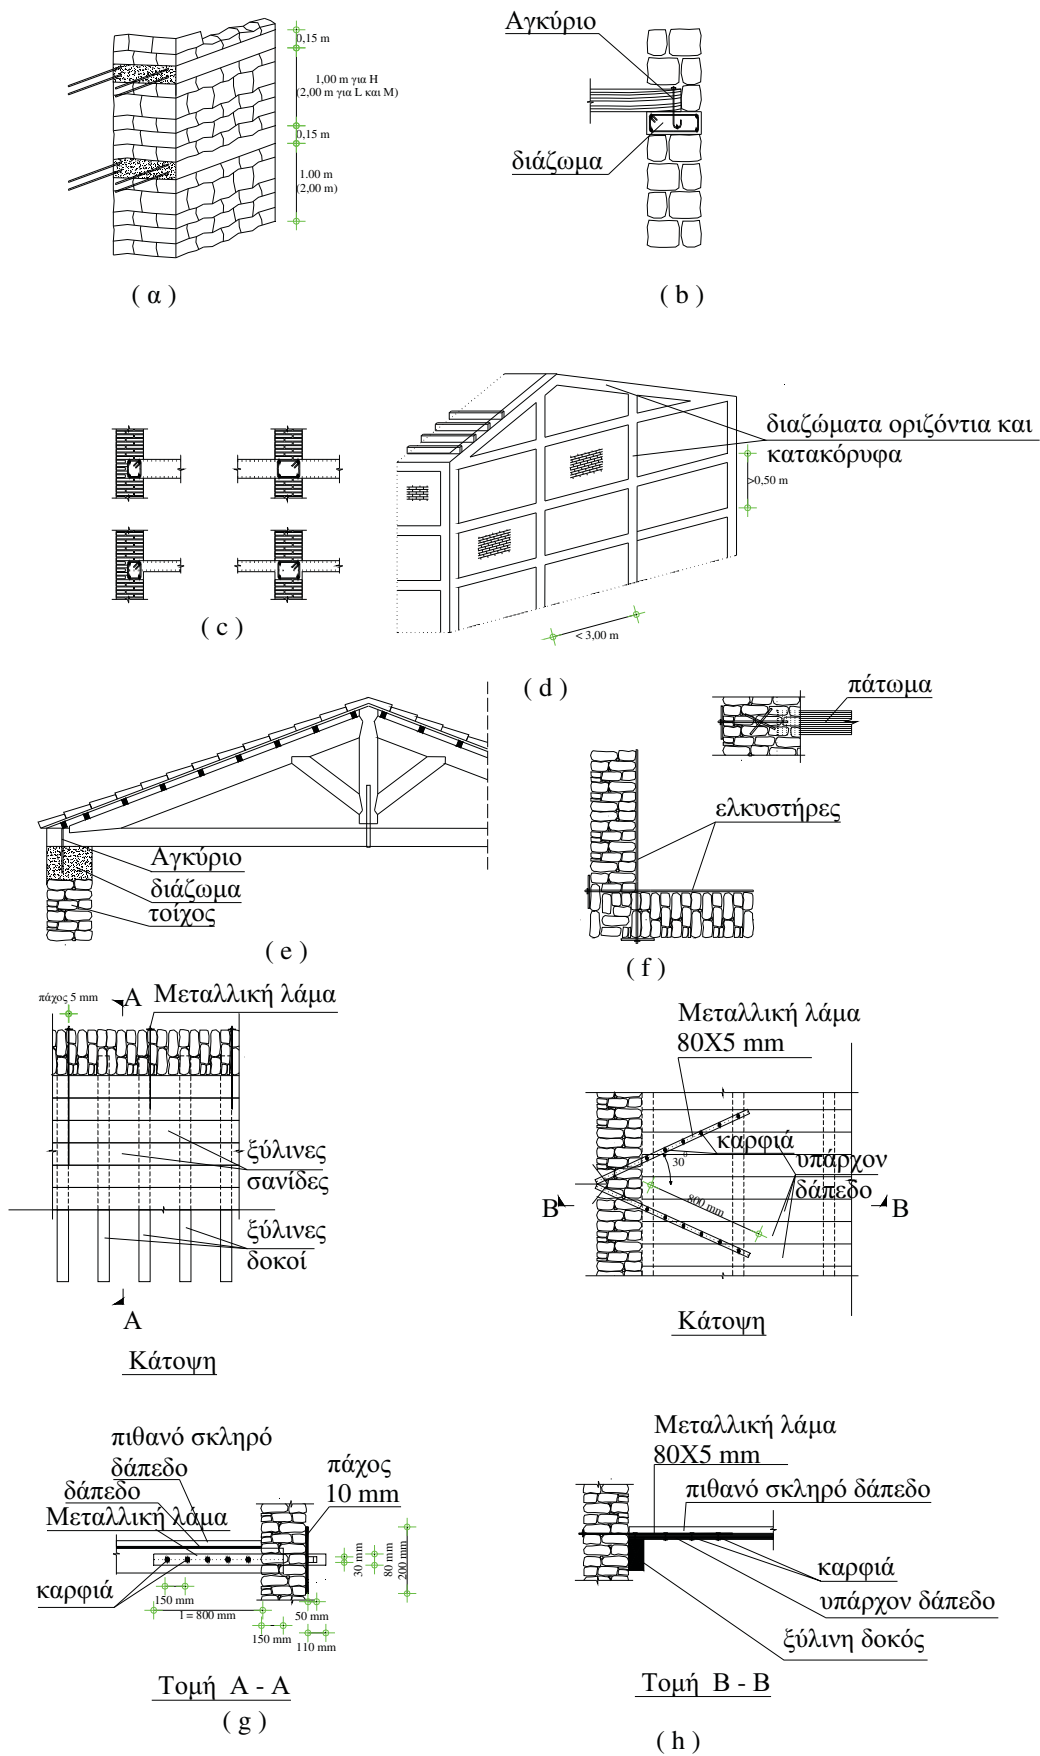 0,15 m
1,00 m για H
(2,00 m για L και M)
0,15 m
1.00 m
(2,00 m)
( α )
Αγκύριο
διάζωμα
( b )
( c )
διαζώματα οριζόντια και
κατακόρυφα
>0,50 m
< 3,00 m
( d )
Αγκύριο
διάζωμα
τοίχος
( e )
πάτωμα
ελκυστήρες
( f )
πάχος 5 mm
A
Μεταλλική λάμα
ξύλινες
σανίδες
ξύλινες
δοκοί
A
Κάτοψη
Μεταλλική λάμα
80X5 mm
καρφιά
30°
υπάρχον
δάπεδο
800 mm
B
B
Κάτοψη
πιθανό σκληρό
δάπεδο
δάπεδο
Μεταλλική λάμα
καρφιά
πάχος
10 mm
30 mm
80 mm
200 mm
150 mm
l = 800 mm
50 mm
150 mm
110 mm
Τομή A - A
( g )
Μεταλλική λάμα
80X5 mm
πιθανό σκληρό δάπεδο
καρφιά
υπάρχον δάπεδο
ξύλινη δοκός
Τομή B - B
( h )